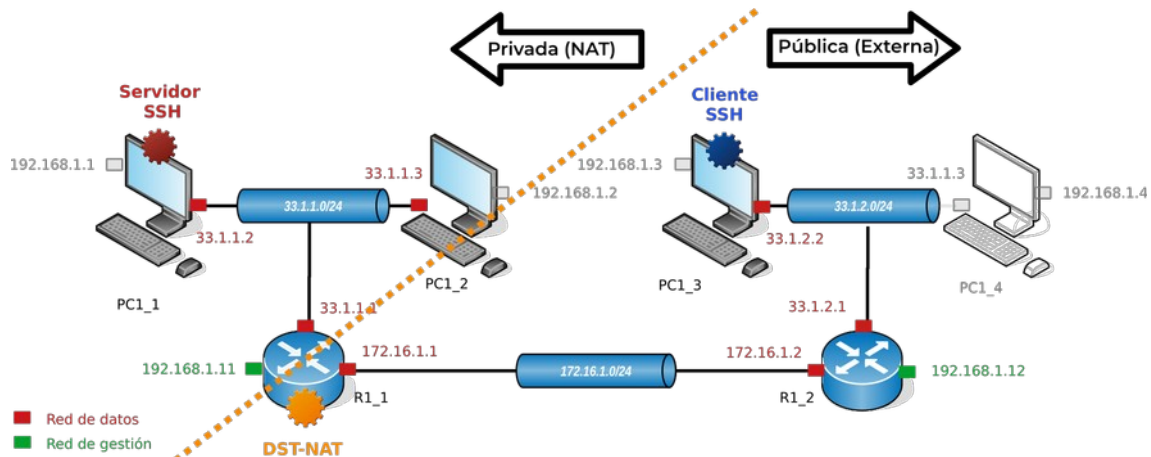 Privada (NAT)
Pública (Externa)
Servidor
SSH
Cliente
SSH
192.168.1.1
33.1.1.3
192.168.1.2
192.168.1.3
33.1.1.3
192.168.1.4
33.1.1.0/24
33.1.2.0/24
33.1.1.2
33.1.2.2
PC1_1
PC1_2
PC1_3
PC1_4
33.1.1.1
33.1.2.1
172.16.1.1
172.16.1.2
192.168.1.11
172.16.1.0/24
192.168.1.12
R1_1
R1_2
Red de datos
Red de gestión
DST-NAT